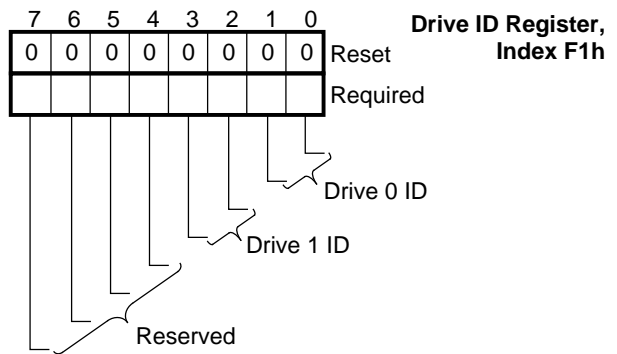 7 6 5 4 3 2 1 0
Drive ID Register,
Index F1h
0 0 0 0 0 0 0 0 Reset
Required
Drive 0 ID
Drive 1 ID
Reserved